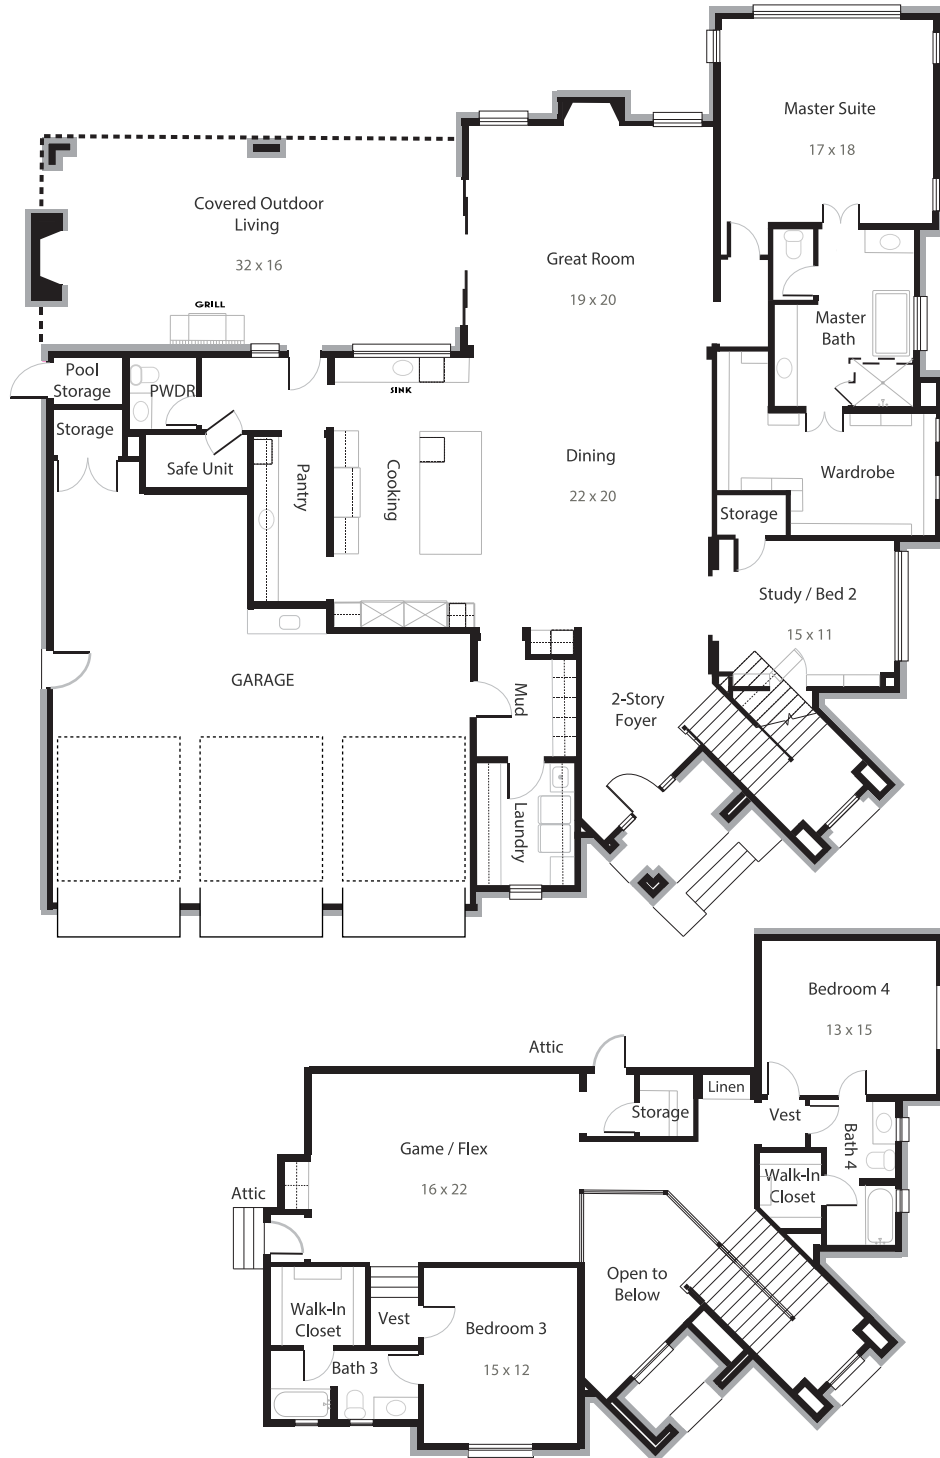 Master Suite
17 x 18
Covered Outdoor
Living
32 x 16
GRILL
Great Room
19 x 20
Master
Bath
Pool
Storage
PWDR
SINK
Storage
Safe Unit
Pantry
Cooking
Dining
22 x 20
Wardrobe
Storage
Study / Bed 2
15 x 11
GARAGE
Mud
2-Story
Foyer
Laundry
Bedroom 4
13 x 15
Attic
Linen
Storage
Vest
Bath 4
Game / Flex
16 x 22
Walk-In
Closet
Attic
Open to
Below
Walk-In
Closet
Vest
Bedroom 3
15 x 12
Bath 3